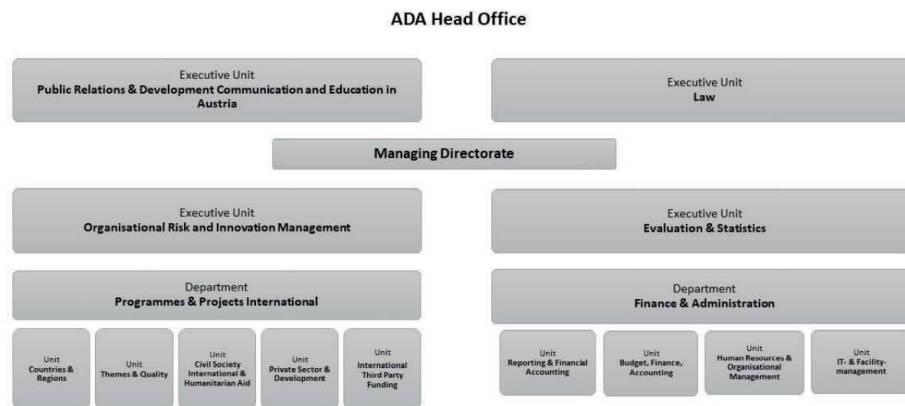 ADA Head Office
Executive Unit
Public Relations & Development Communication and Education in
Austria
Executive Unit
Law
Managing Directorate
Executive Unit
Organisational Risk and Innovation Management
Executive Unit
Evaluation & Statistics
Department
Programmes & Projects International
Department
Finance & Administration
Unit
Countries &
Regions
Unit
Themes & Quality
Unit
Civil Society
International &
Humanitarian Aid
Unit
Private Sector &
Development
Unit
International
Third Party
Funding
Unit
Reporting & Financial
Accounting
Unit
Budget, Finance,
Accounting
Unit
Human Resources &
Organisational
Management
Unit
IT- & Facility-
management